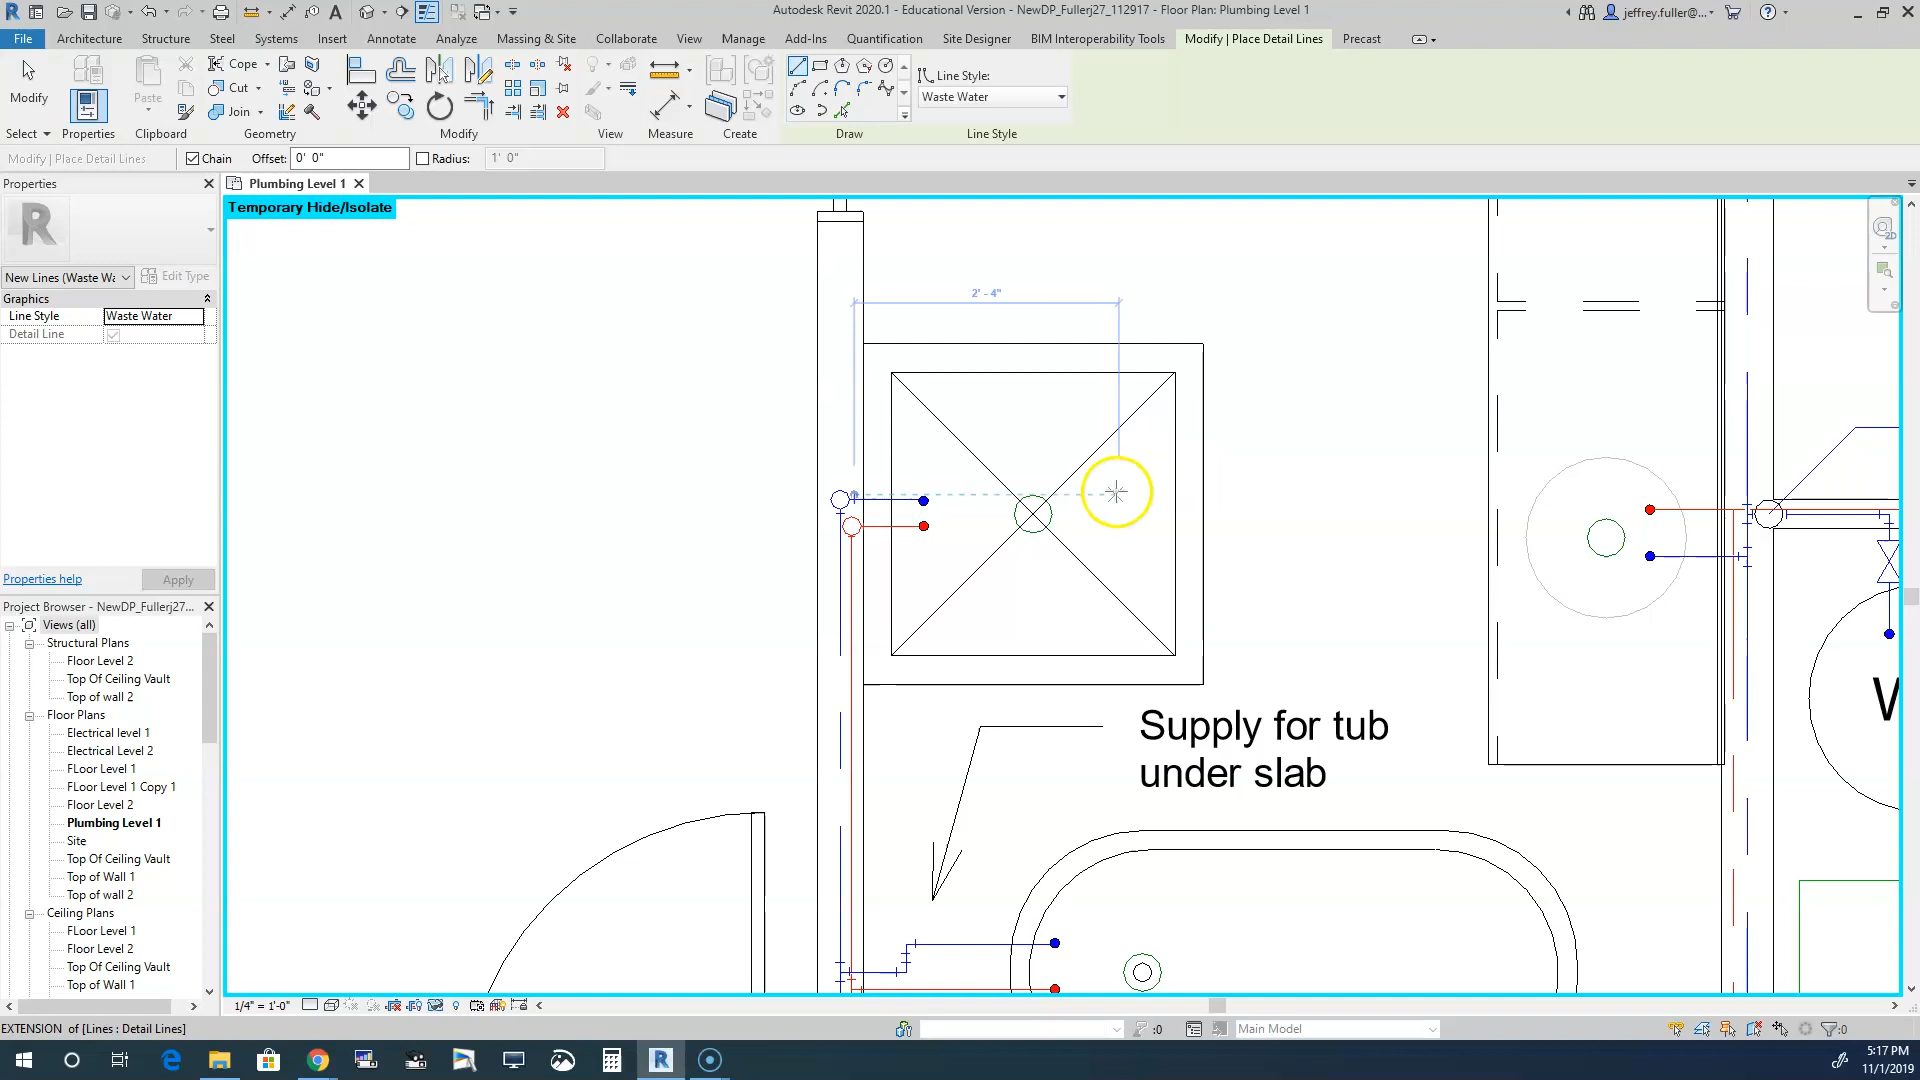 Autodesk Revit 2020.1 - Educational Version - NewDP_Fullerj27_112917 - Floor Plan: Plumbing Level 1
jeffrey.fuller@...
File Architecture Structure Steel Systems Insert Annotate Analyze Massing & Site Collaborate View Manage Add-Ins Quantification Site Designer BIM Interoperability Tools Modify | Place Detail Lines Precast
Modify
Paste
Cope
Cut
Join
Line Style:
Waste Water
Select Properties Clipboard Geometry Modify View Measure Create Draw Line Style
Modify | Place Detail Lines Chain Offset: 0' 0" Radius: 1' 0"
Properties
Plumbing Level 1
Temporary Hide/Isolate
R
New Lines (Waste Wa Edit Type
Graphics
Line Style Waste Water
Detail Line
Properties help Apply
Project Browser - NewDP_Fullerj27...
Views (all)
Structural Plans
Floor Level 2
Top Of Ceiling Vault
Top of wall 2
Floor Plans
Electrical level 1
Electrical Level 2
FLoor Level 1
FLoor Level 1 Copy 1
Floor Level 2
Plumbing Level 1
Site
Top Of Ceiling Vault
Top of Wall 1
Top of wall 2
Ceiling Plans
FLoor Level 1
Floor Level 2
Top Of Ceiling Vault
Top of Wall 1
2' - 4"
Supply for tub
under slab
W
2D
1/4" = 1'-0"
EXTENSION of [Lines : Detail Lines]
:0
Main Model
:0
5:17 PM
11/1/2019